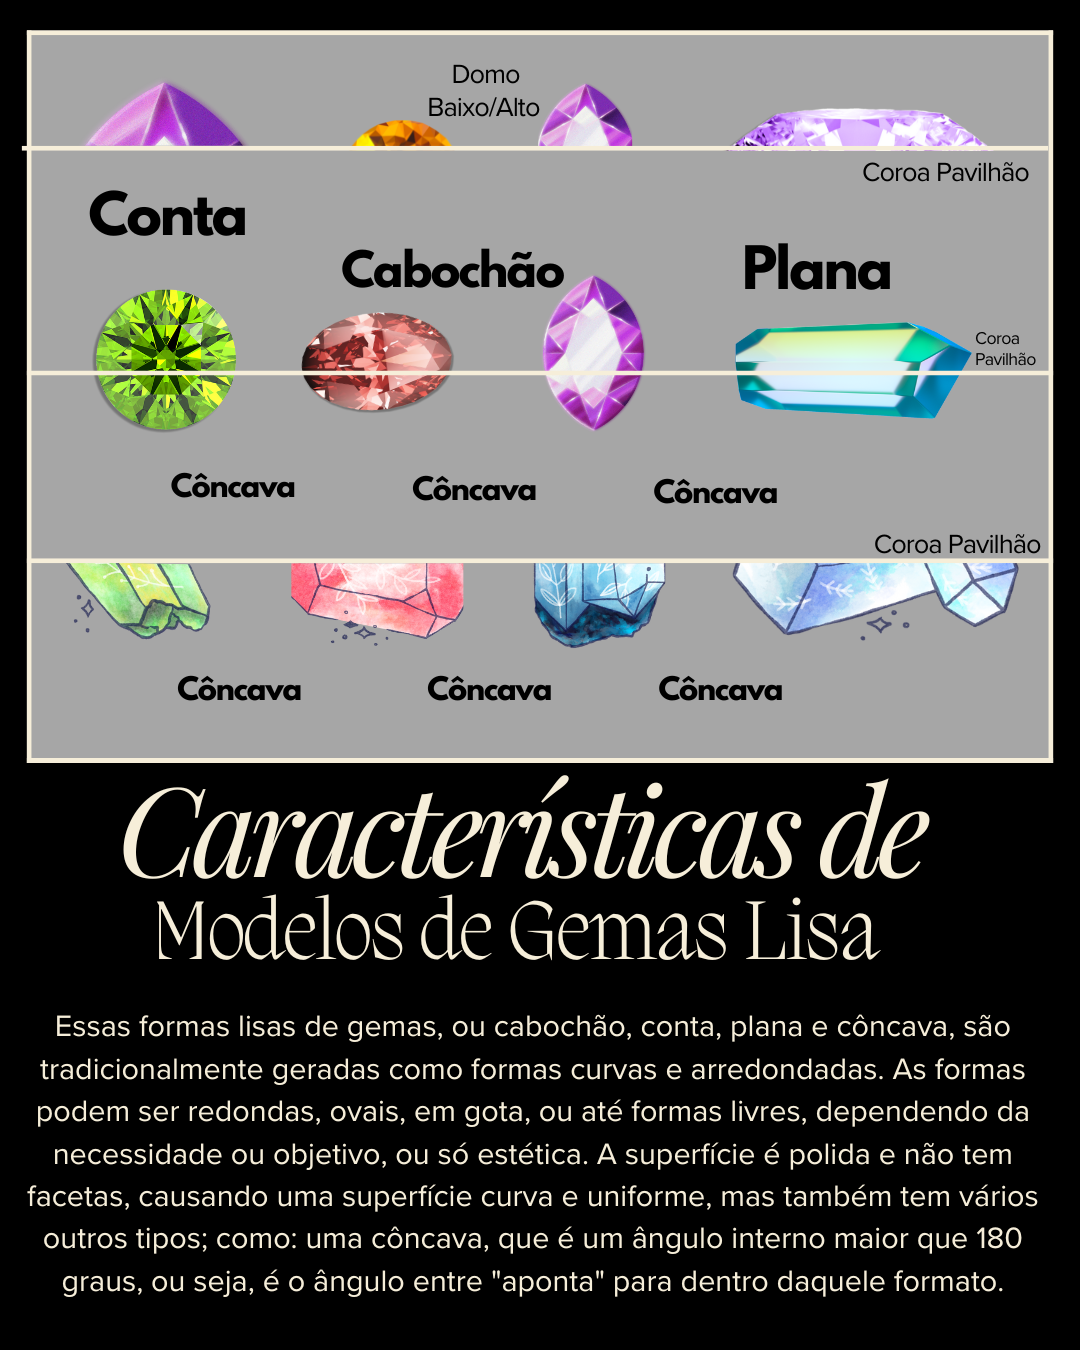 Domo
Baixo/Alto
Coroa Pavilhão
Conta
Cabochão
Plana
Coroa
Pavilhão
Côncava
Côncava
Côncava
Coroa Pavilhão
Côncava
Côncava
Côncava
Características de
Modelos de Gemas Lisa
Essas formas lisas de gemas, ou cabochão, conta, plana e côncava, são
tradicionalmente geradas como formas curvas e arredondadas. As formas
podem ser redondas, ovais, em gota, ou até formas livres, dependendo da
necessidade ou objetivo, ou só estética. A superfície é polida e não tem
facetas, causando uma superfície curva e uniforme, mas também tem vários
outros tipos; como: uma côncava, que é um ângulo interno maior que 180
graus, ou seja, é o ângulo entre "aponta" para dentro daquele formato.